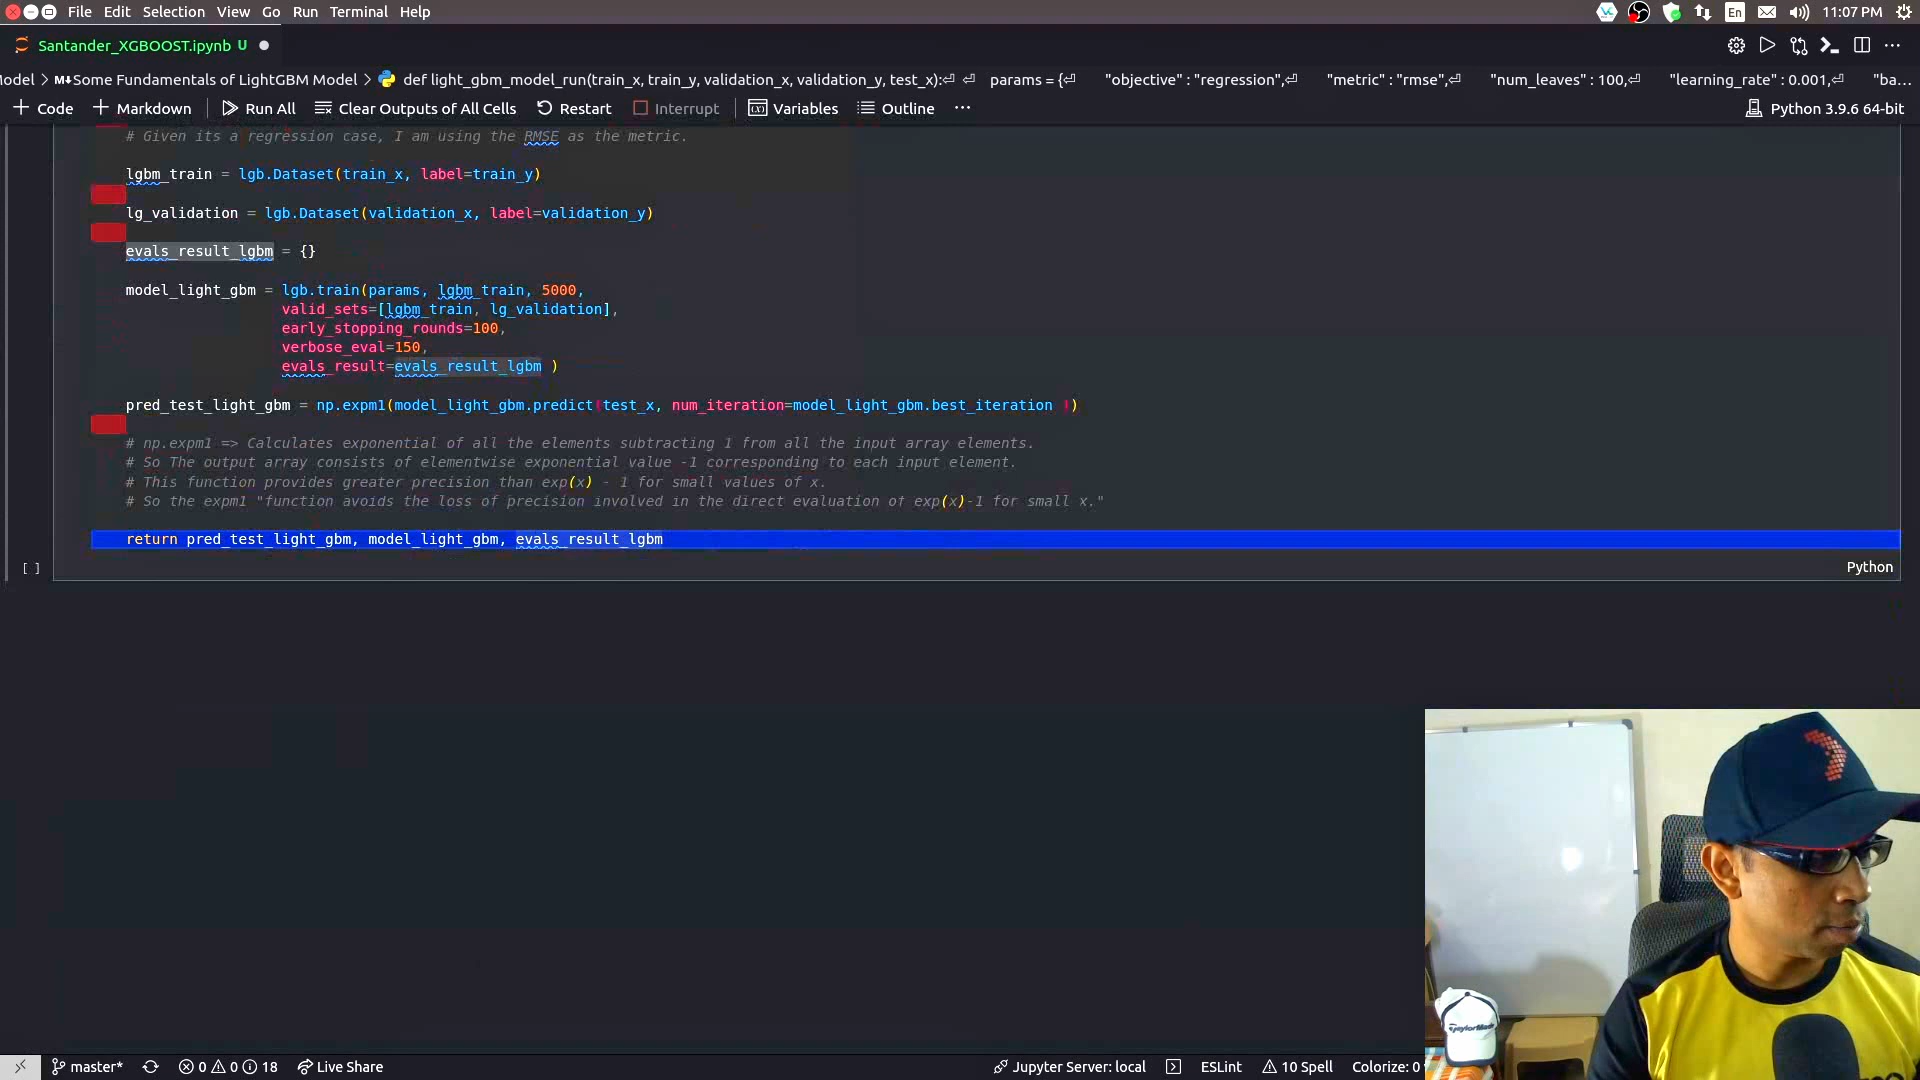 File Edit Selection View Go Run Terminal Help
En 11:07 PM
Santander_XGBOOST.ipynb U
odel > M↓Some Fundamentals of LightGBM Model > def light_gbm_model_run(train_x, train_y, validation_x, validation_y, test_x):⏎ ⏎ params = {⏎ "objective" : "regression",⏎ "metric" : "rmse",⏎ "num_leaves" : 100,⏎ "learning_rate" : 0.001,⏎ "ba...
+ Code + Markdown Run All Clear Outputs of All Cells Restart Interrupt Variables Outline ... Python 3.9.6 64-bit
# Given its a regression case, I am using the RMSE as the metric.
lgbm_train = lgb.Dataset(train_x, label=train_y)
lg_validation = lgb.Dataset(validation_x, label=validation_y)
evals_result_lgbm = {}
model_light_gbm = lgb.train(params, lgbm_train, 5000,
valid_sets=[lgbm_train, lg_validation],
early_stopping_rounds=100,
verbose_eval=150,
evals_result=evals_result_lgbm )
pred_test_light_gbm = np.expm1(model_light_gbm.predict(test_x, num_iteration=model_light_gbm.best_iteration ))
# np.expm1 => Calculates exponential of all the elements subtracting 1 from all the input array elements.
# So The output array consists of elementwise exponential value -1 corresponding to each input element.
# This function provides greater precision than exp(x) - 1 for small values of x.
# So the expm1 "function avoids the loss of precision involved in the direct evaluation of exp(x)-1 for small x."
return pred_test_light_gbm, model_light_gbm, evals_result_lgbm
[ ] Python
TaylorMade
master* 0 0 18 Live Share Jupyter Server: local ESLint 10 Spell Colorize: 0